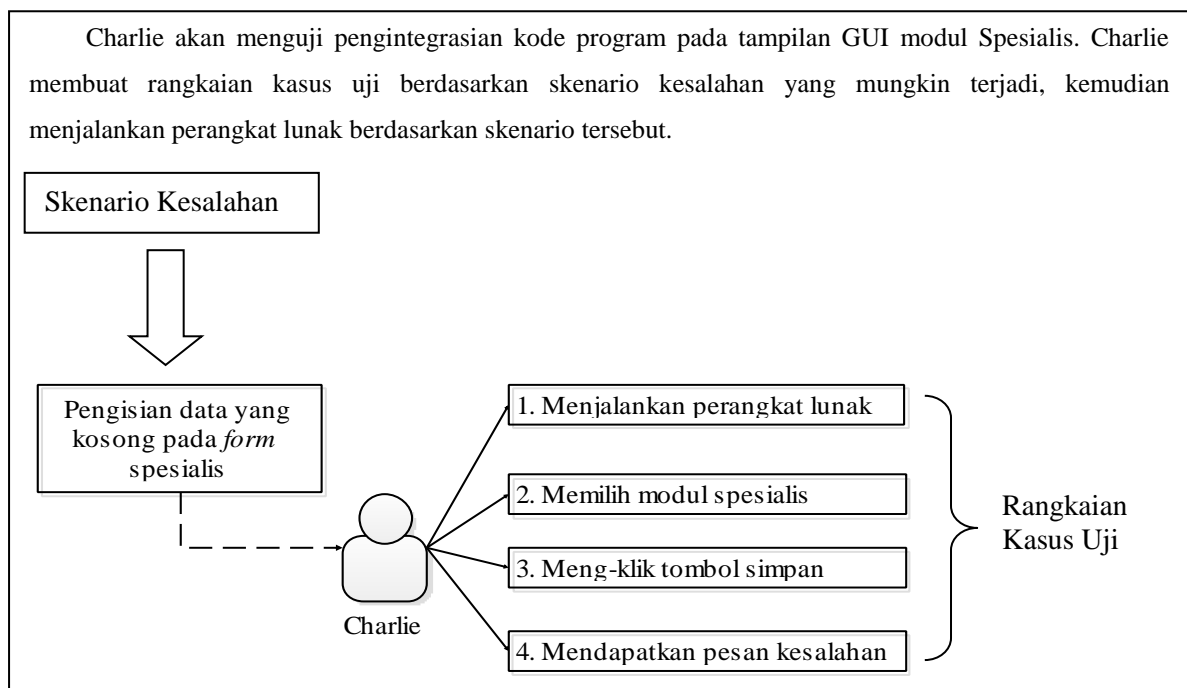 Charlie akan menguji pengintegrasian kode program pada tampilan GUI modul Spesialis. Charlie
membuat rangkaian kasus uji berdasarkan skenario kesalahan yang mungkin terjadi, kemudian
menjalankan perangkat lunak berdasarkan skenario tersebut.
Skenario Kesalahan
Pengisian data yang
kosong pada form
spesialis
Charlie
1. Menjalankan perangkat lunak
2. Memilih modul spesialis
3. Meng-klik tombol simpan
4. Mendapatkan pesan kesalahan
Rangkaian
Kasus Uji